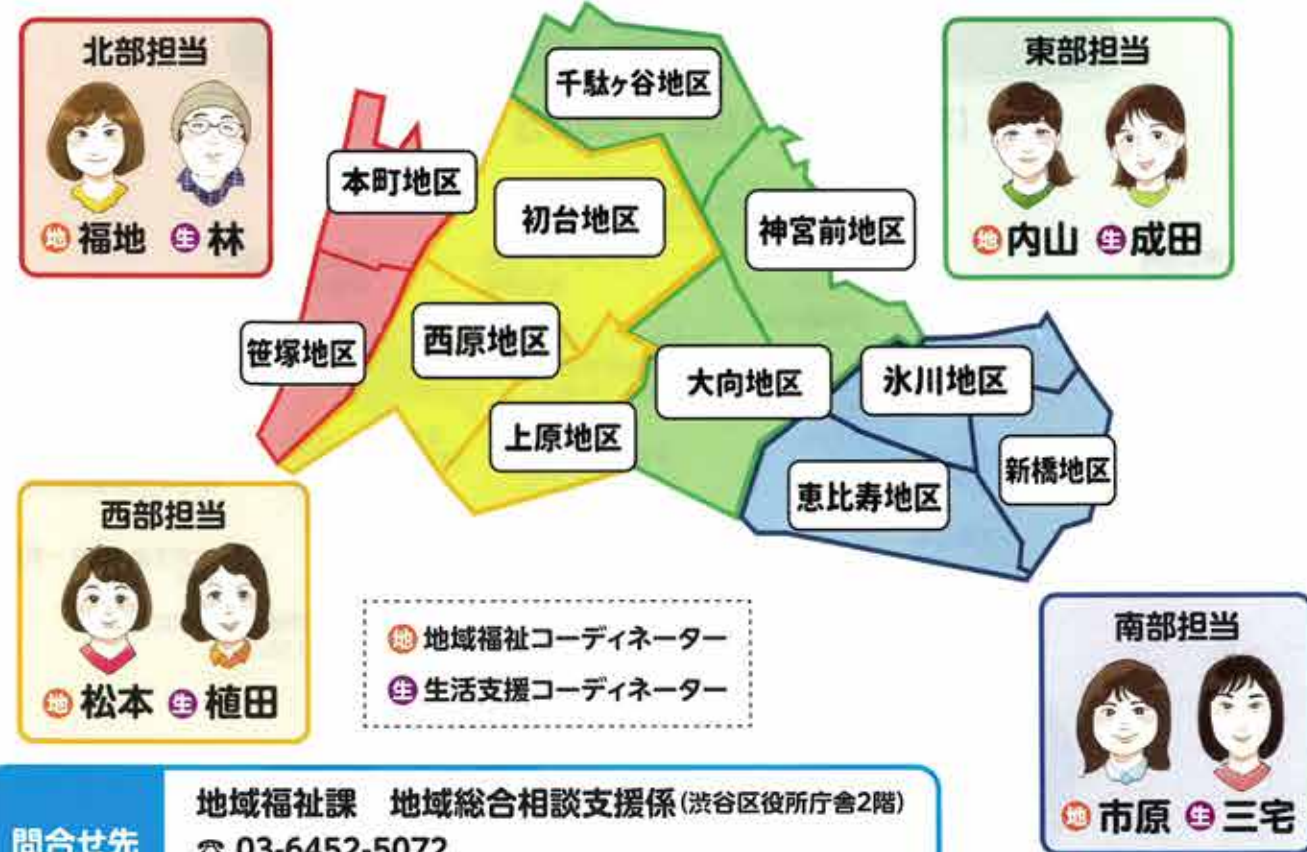 北部担当
地 福地 生 林
東部担当
地 内山 生 成田
千駄ヶ谷地区
本町地区
初台地区
神宮前地区
笹塚地区
西原地区
大向地区
氷川地区
上原地区
恵比寿地区
新橋地区
西部担当
地 松本 生 植田
地 地域福祉コーディネーター
生 生活支援コーディネーター
南部担当
地 市原 生 三宅
問合せ先
地域福祉課 地域総合相談支援係(渋谷区役所庁舎2階)
☎ 03-6452-5072